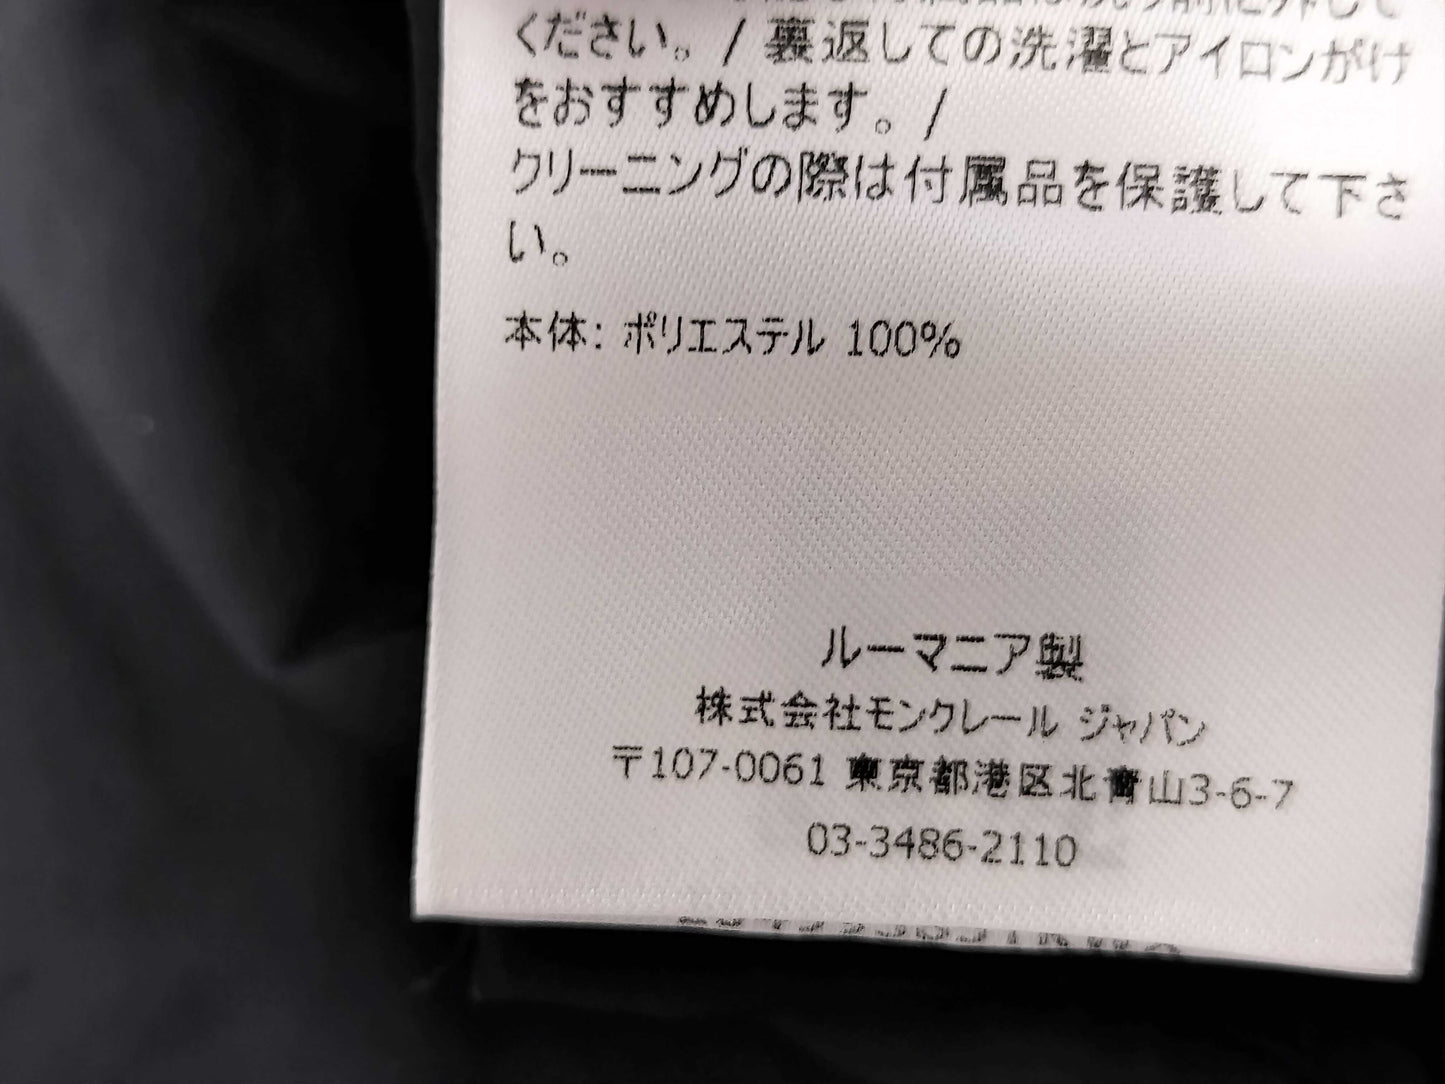 ください。/ 裏返しての洗濯とアイロンがけ
をおすすめします。/
クリーニングの際は付属品を保護して下さ
い。
本体: ポリエステル 100%
ルーマニア製
株式会社モンクレール ジャパン
〒107-0061 東京都港区北青山3-6-7
03-3486-2110